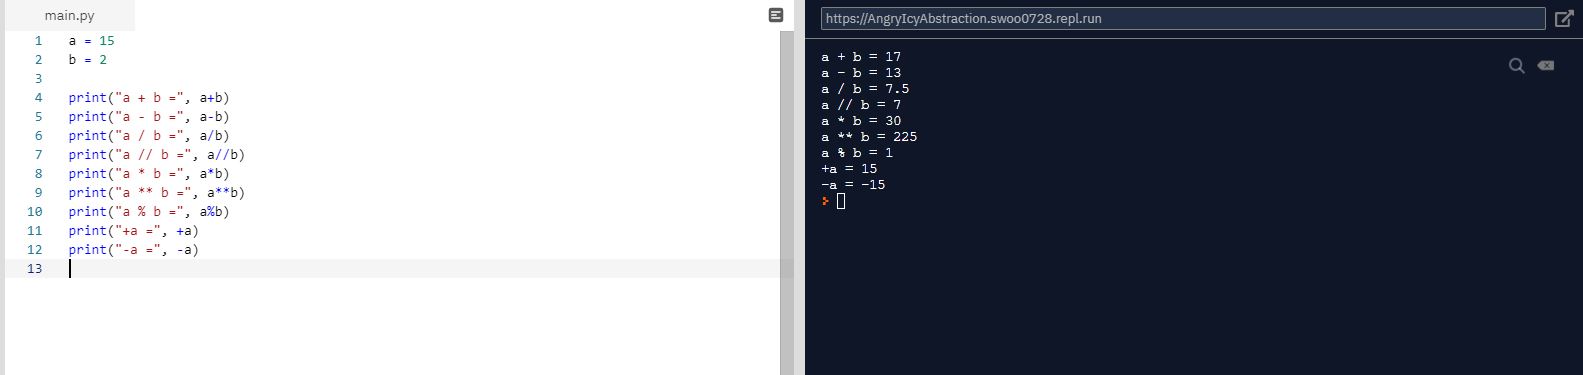 main.py
1 a = 15
2 b = 2
3
4 print("a + b =", a+b)
5 print("a - b =", a-b)
6 print("a / b =", a/b)
7 print("a // b =", a//b)
8 print("a * b =", a*b)
9 print("a ** b =", a**b)
10 print("a % b =", a%b)
11 print("+a =", +a)
12 print("-a =", -a)
13
https://AngryIcyAbstraction.swoo0728.repl.run
a + b = 17
a - b = 13
a / b = 7.5
a // b = 7
a * b = 30
a ** b = 225
a % b = 1
+a = 15
-a = -15